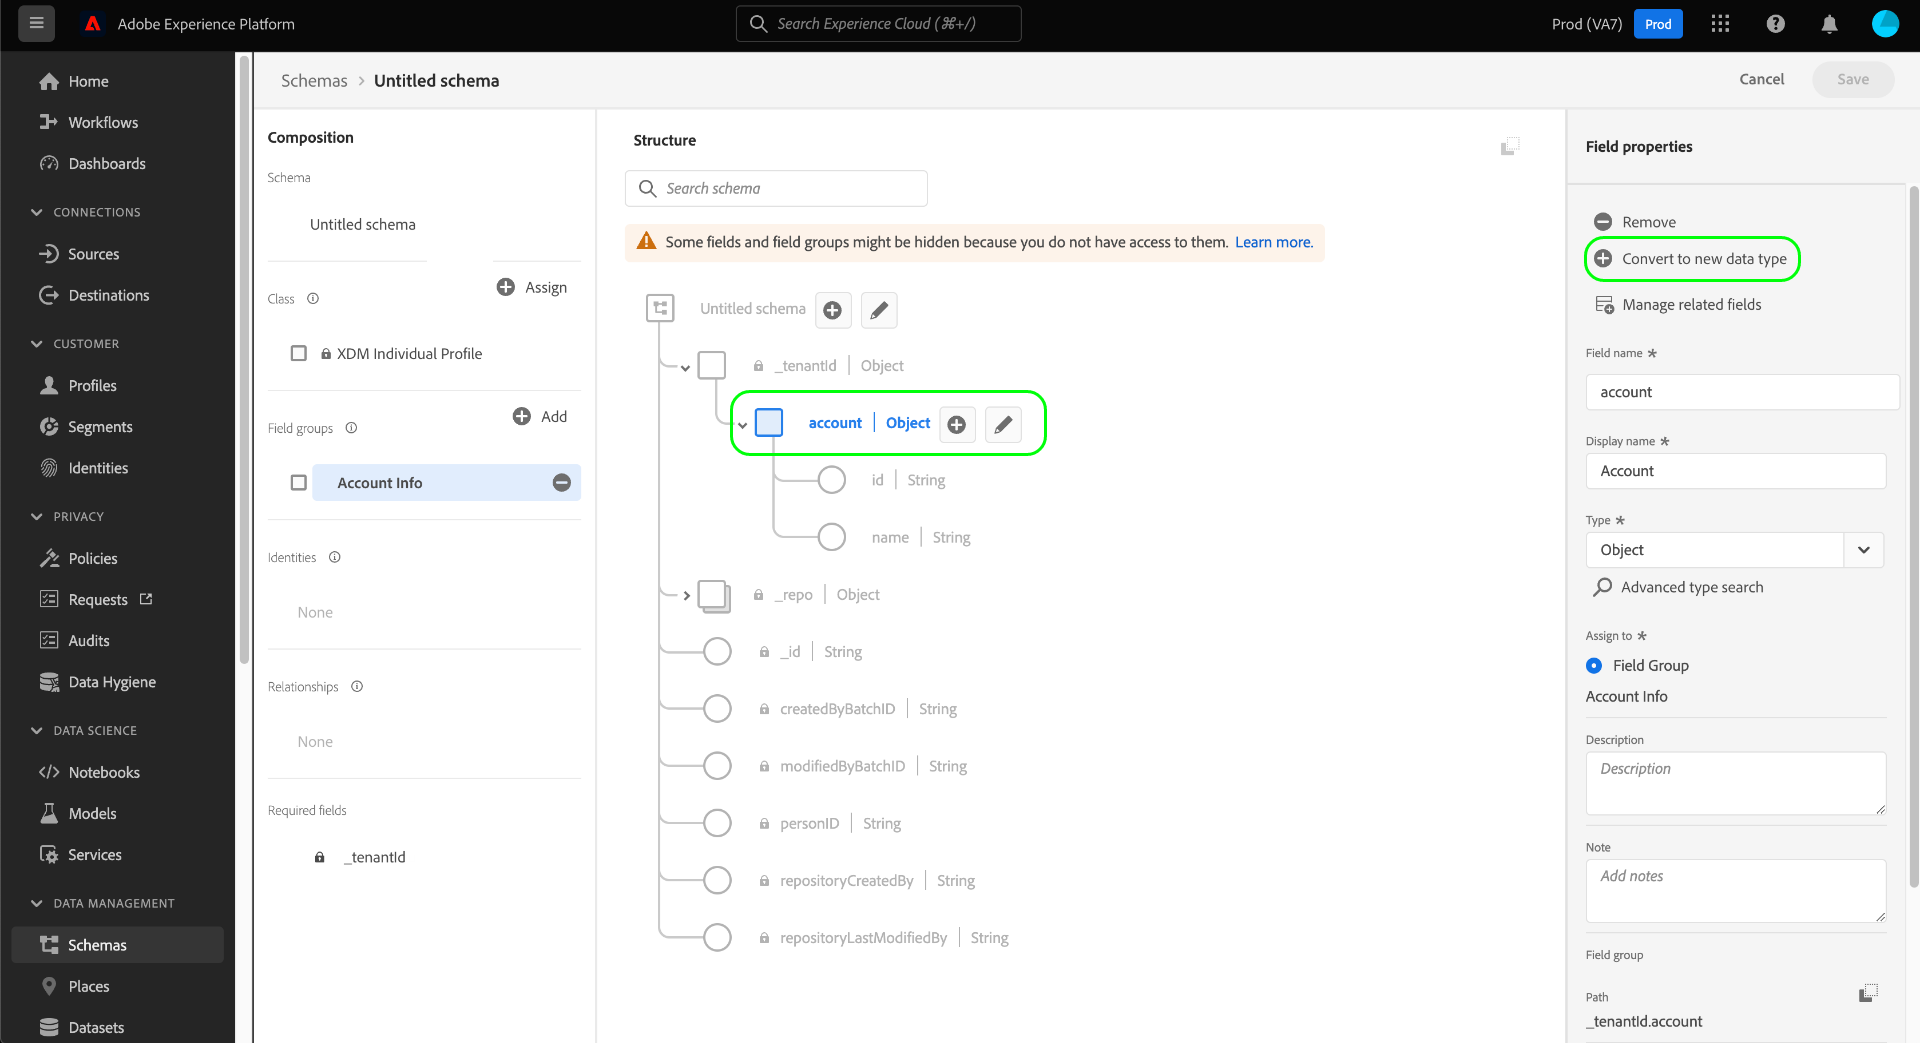 Adobe Experience Platform
Search Experience Cloud (⌘+/)
Prod (VA7)
Prod
Home
Workflows
Dashboards
CONNECTIONS
Sources
Destinations
CUSTOMER
Profiles
Segments
Identities
PRIVACY
Policies
Requests
Audits
Data Hygiene
DATA SCIENCE
Notebooks
Models
Services
DATA MANAGEMENT
Schemas
Places
Datasets
Schemas > Untitled schema
Cancel
Save
Composition
Schema
Untitled schema
Class
Assign
XDM Individual Profile
Field groups
Add
Account Info
Identities
None
Relationships
None
Required fields
_tenantId
Structure
Search schema
Some fields and field groups might be hidden because you do not have access to them. Learn more.
Untitled schema
_tenantId | Object
account | Object
id | String
name | String
_repo | Object
_id | String
createdByBatchID | String
modifiedByBatchID | String
personID | String
repositoryCreatedBy | String
repositoryLastModifiedBy | String
Field properties
Remove
Convert to new data type
Manage related fields
Field name *
account
Display name *
Account
Type *
Object
Advanced type search
Assign to *
Field Group
Account Info
Description
Description
Note
Add notes
Field group
Path
_tenantId.account